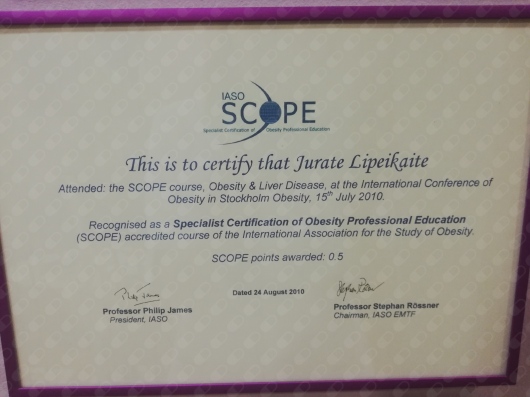 IASO
SCOPE
Specialist Certification of Obesity Professional Education
This is to certify that Jurate Lipeikaite
Attended: the SCOPE course, Obesity & Liver Disease, at the International Conference of
Obesity in Stockholm Obesity, 15th July 2010.
Recognised as a Specialist Certification of Obesity Professional Education
(SCOPE) accredited course of the International Association for the Study of Obesity.
SCOPE points awarded: 0.5
Dated 24 August 2010
Professor Philip James
President, IASO
Professor Stephan Rössner
Chairman, IASO EMTF